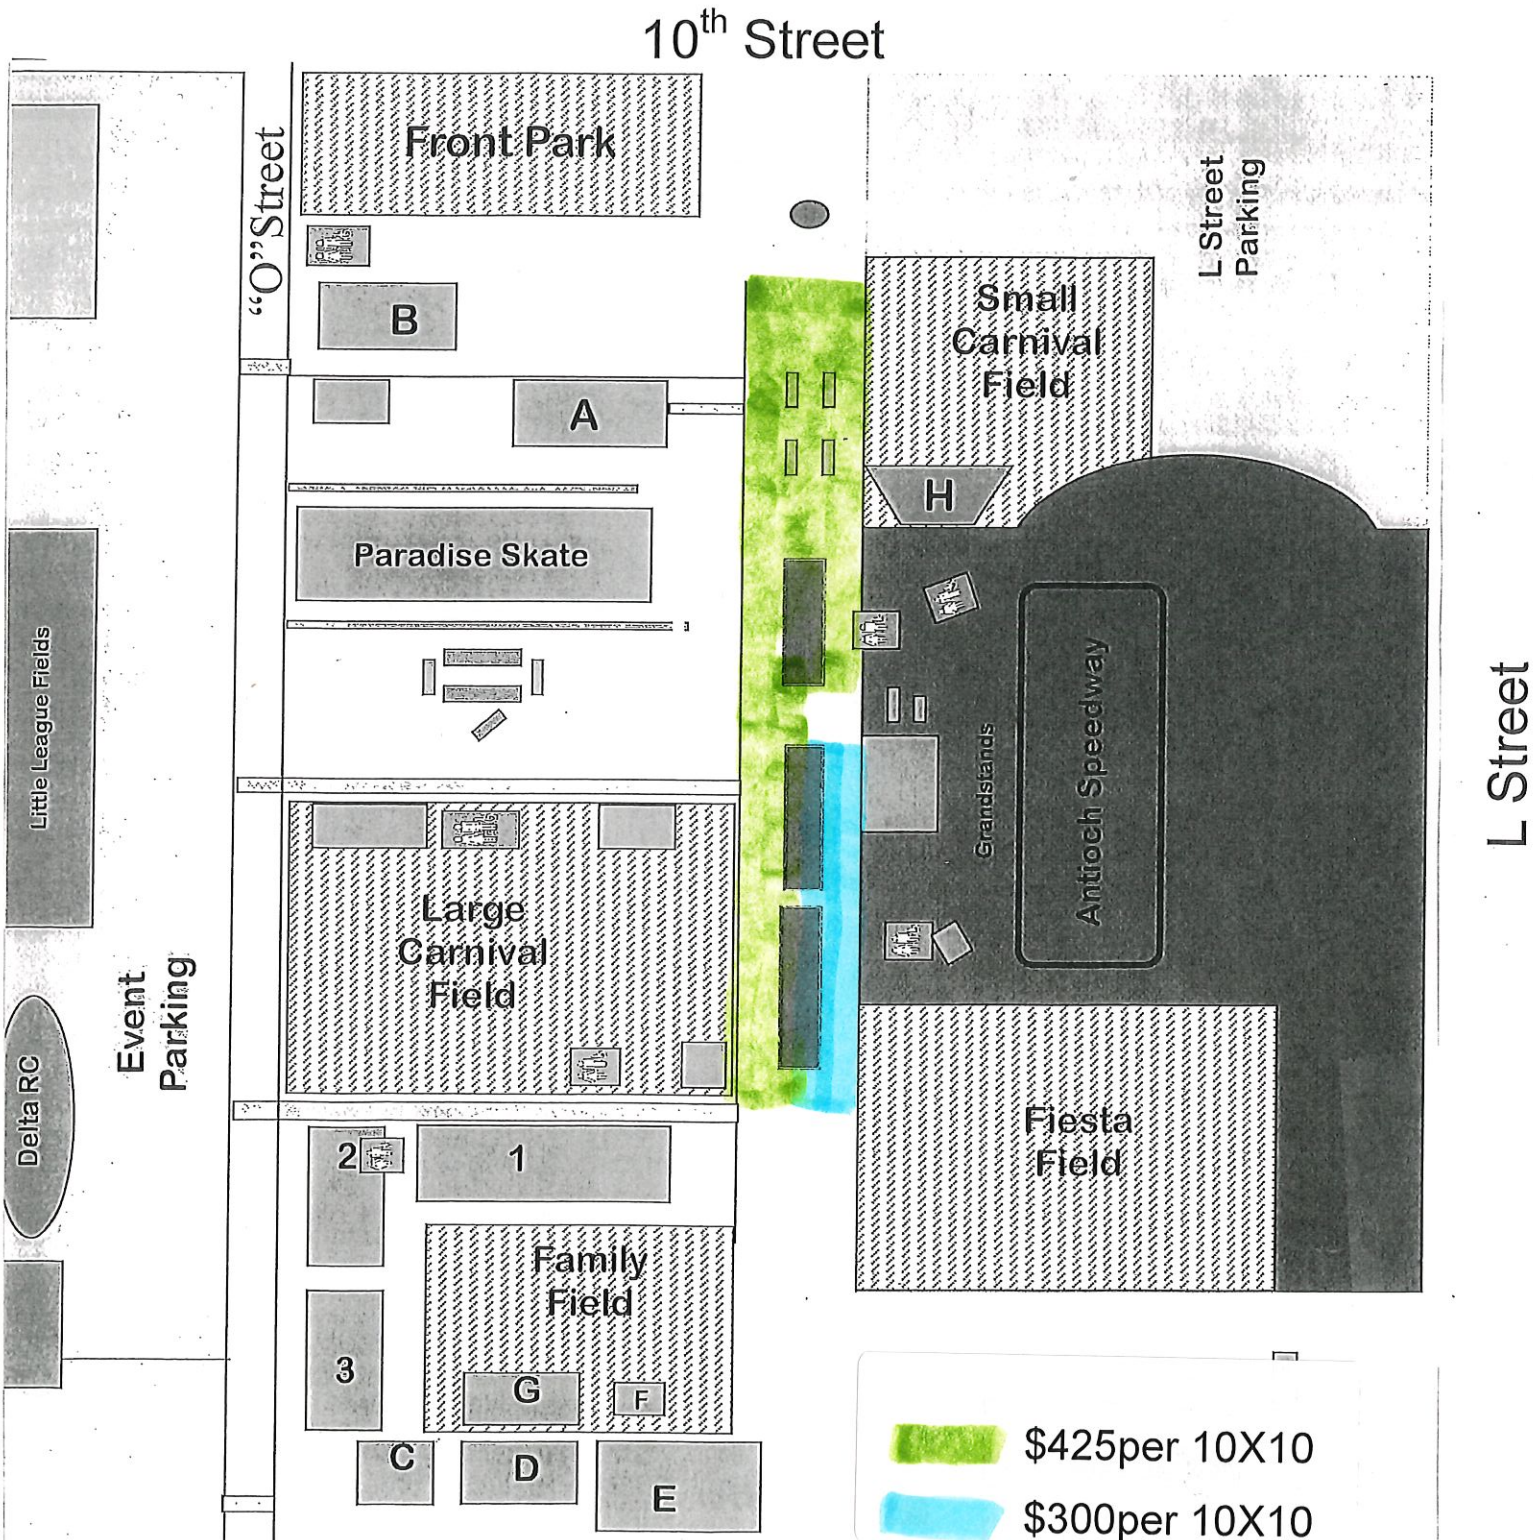 10th Street
"O" Street
Front Park
L Street
Parking
B
Small
Carnival
Field
A
H
Paradise Skate
Little League Fields
Grandstands
Antioch Speedway
L Street
Large
Carnival
Field
Event
Parking
Delta RC
Fiesta
Field
2
1
Family
Field
3
G
F
C
D
E
$425per 10X10
$300per 10X10